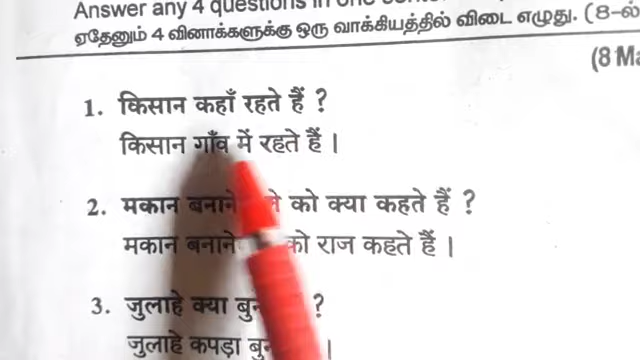 Answer any 4 questions in one
ஏதேனும் 4 வினாக்களுக்கு ஒரு வாக்கியத்தில் விடை எழுது. (8-ல்
(8 Ma
1. किसान कहाँ रहते हैं ?
किसान गाँव में रहते हैं |
2. मकान बनाने को क्या कहते हैं ?
मकान बनाने को राज कहते हैं |
3. जुलाहे क्या ?
जुलाहे कपड़ा |